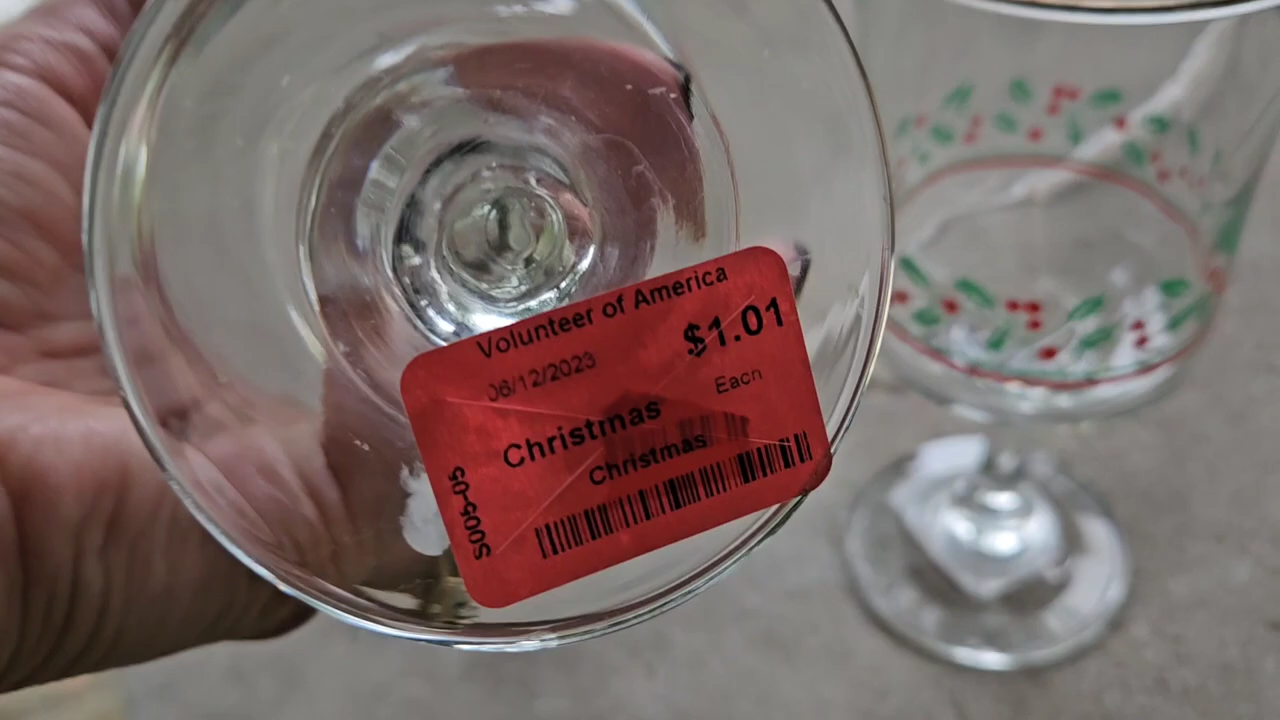 Volunteer of America
$1.01
06/12/2023
Each
Christmas
Christmas
S005-05